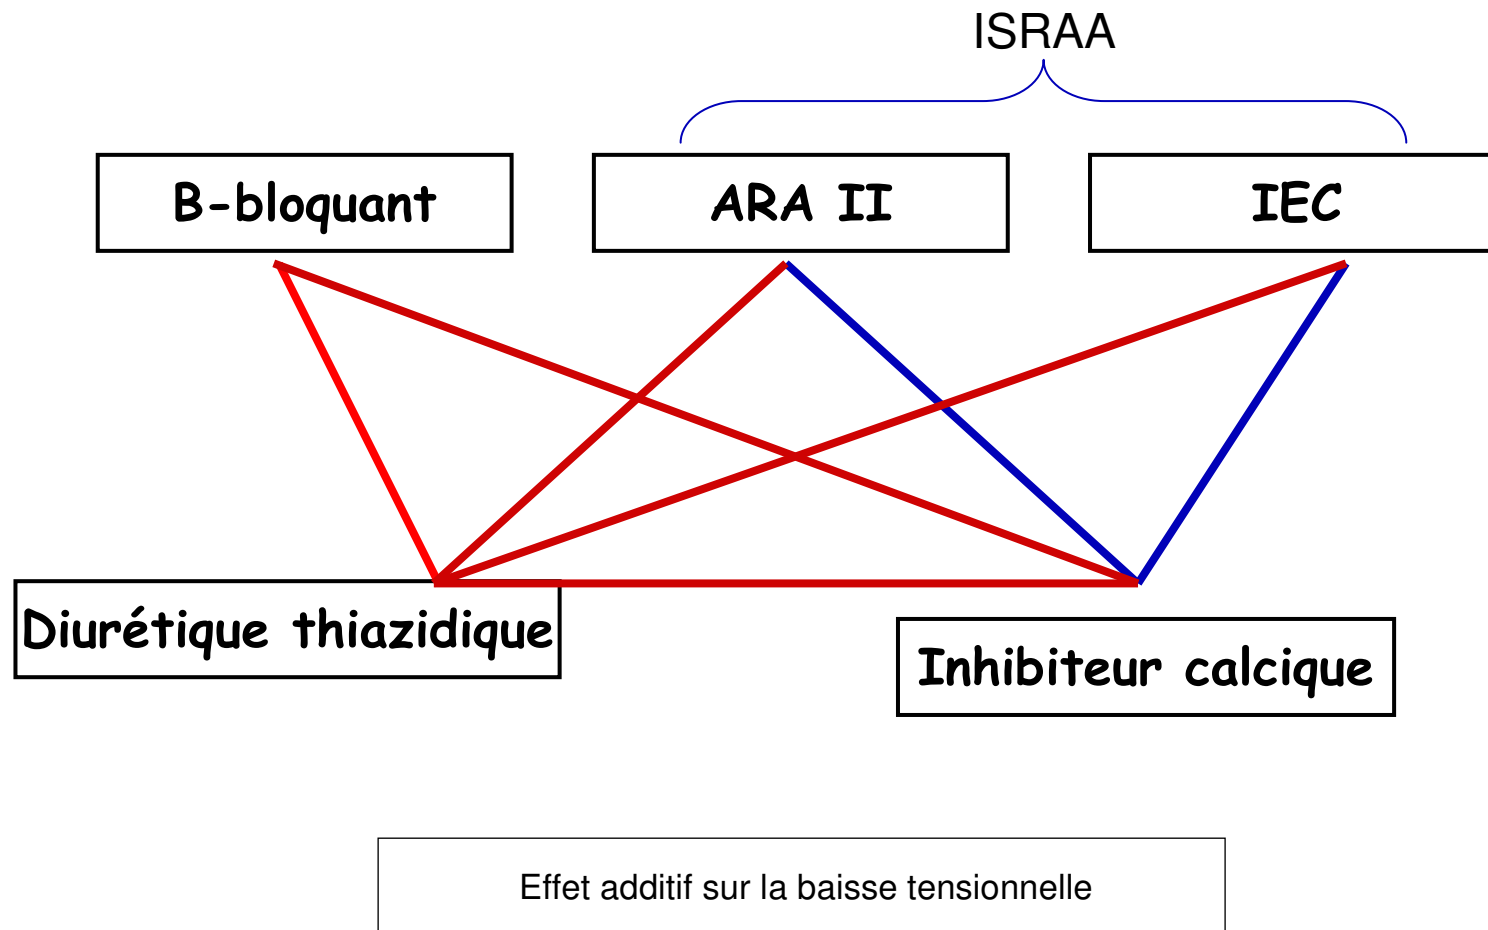 ISRAA
B-bloquant
ARA II
IEC
Diurétique thiazidique
Inhibiteur calcique
Effet additif sur la baisse tensionnelle